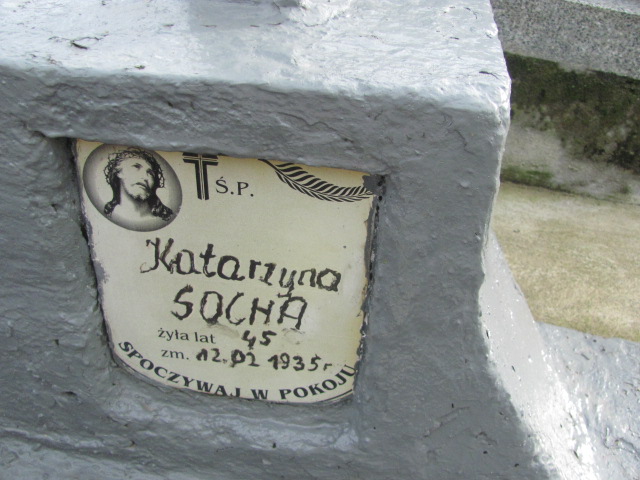 Ś.P.
Katarzyna
SOCHA
żyła lat 45
zm. 12.02 1935r
SPOCZYWAJ W POKOJU